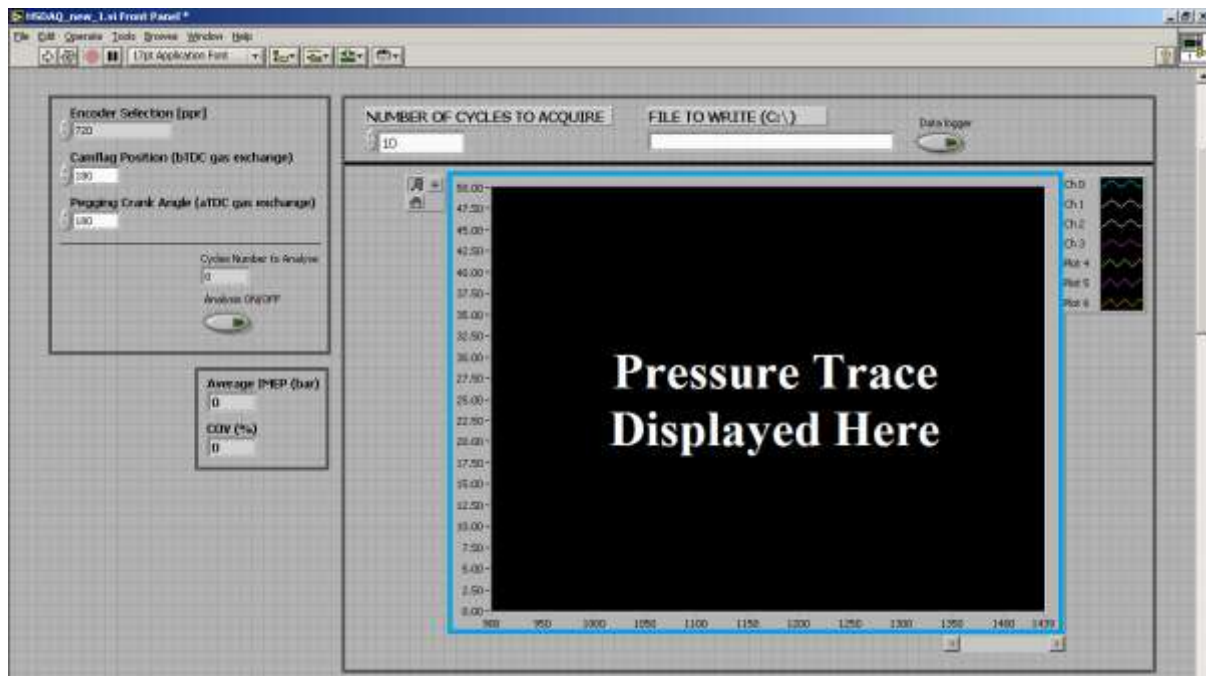 HSDAQ_new_1.vi Front Panel *
File Edit Operate Tools Browse Window Help
17pt Application Font
Encoder Selection [ppr]
720
Camflag Position (bTDC gas exchange)
180
Pegging Crank Angle (aTDC gas exchange)
180
Cycles Number to Analyse
0
Analysis ON/OFF
Average IMEP (bar)
0
COV (%)
0
NUMBER OF CYCLES TO ACQUIRE
10
FILE TO WRITE (C:\)
Data logger
50.00
47.50
45.00
42.50
40.00
37.50
35.00
32.50
30.00
27.50
25.00
22.50
20.00
17.50
15.00
12.50
10.00
7.50
5.00
2.50
0.00
900 950 1000 1050 1100 1150 1200 1250 1300 1350 1400 1439
Pressure Trace
Displayed Here
Ch 0
Ch 1
Ch 2
Ch 3
Plot 4
Plot 5
Plot 6